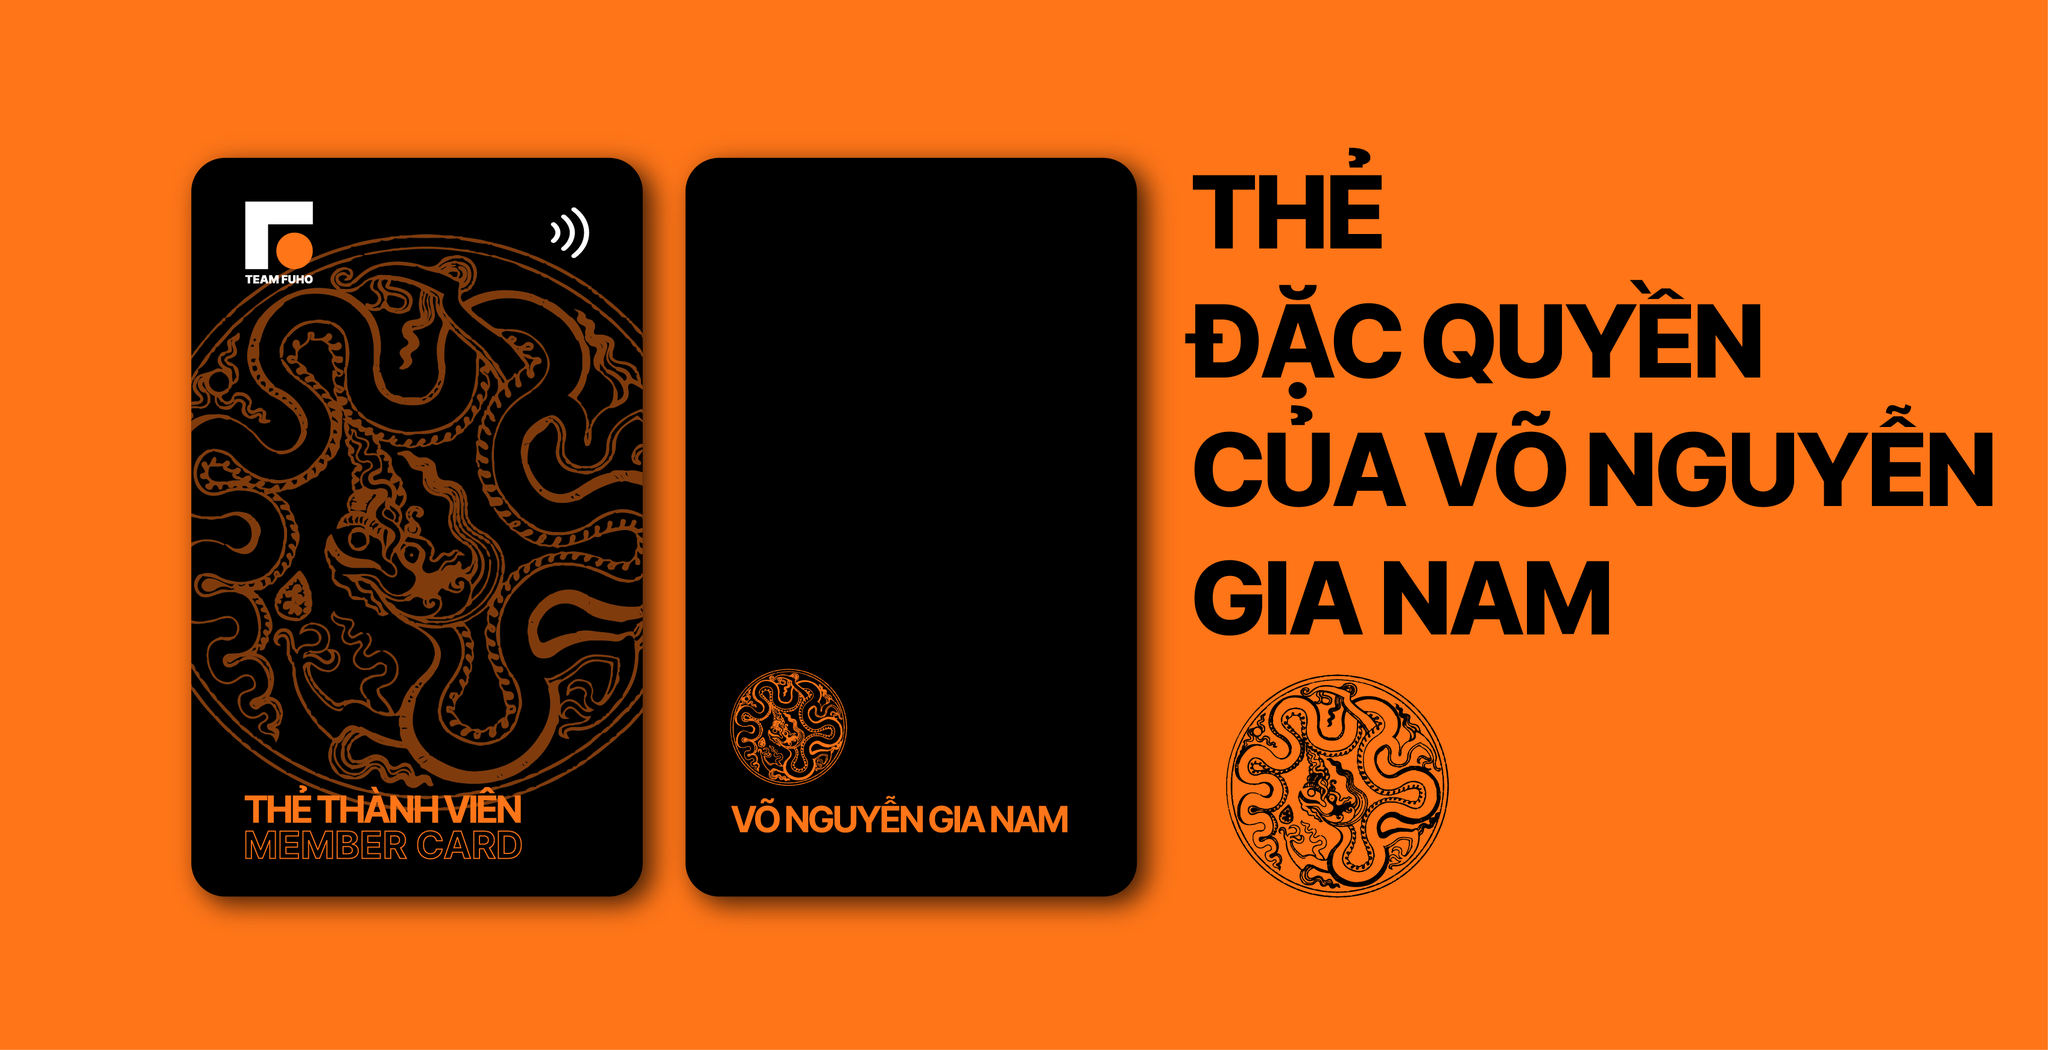 TEAM FUHO
THẺ THÀNH VIÊN
MEMBER CARD
VÕ NGUYỄN GIA NAM
THẺ
ĐẶC QUYỀN
CỦA VÕ NGUYỄN
GIA NAM